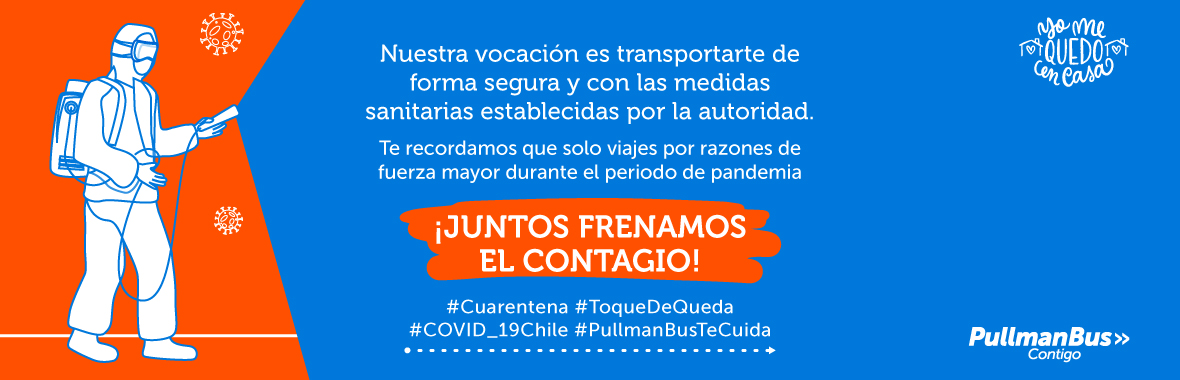 Nuestra vocación es transportarte de
forma segura y con las medidas
sanitarias establecidas por la autoridad.
Te recordamos que solo viajes por razones de
fuerza mayor durante el periodo de pandemia
¡JUNTOS FRENAMOS
EL CONTAGIO!
#Cuarentena #ToqueDeQueda
#COVID_19Chile #PullmanBusTeCuida
yo me
QUEDO
en casa
PullmanBus»
Contigo